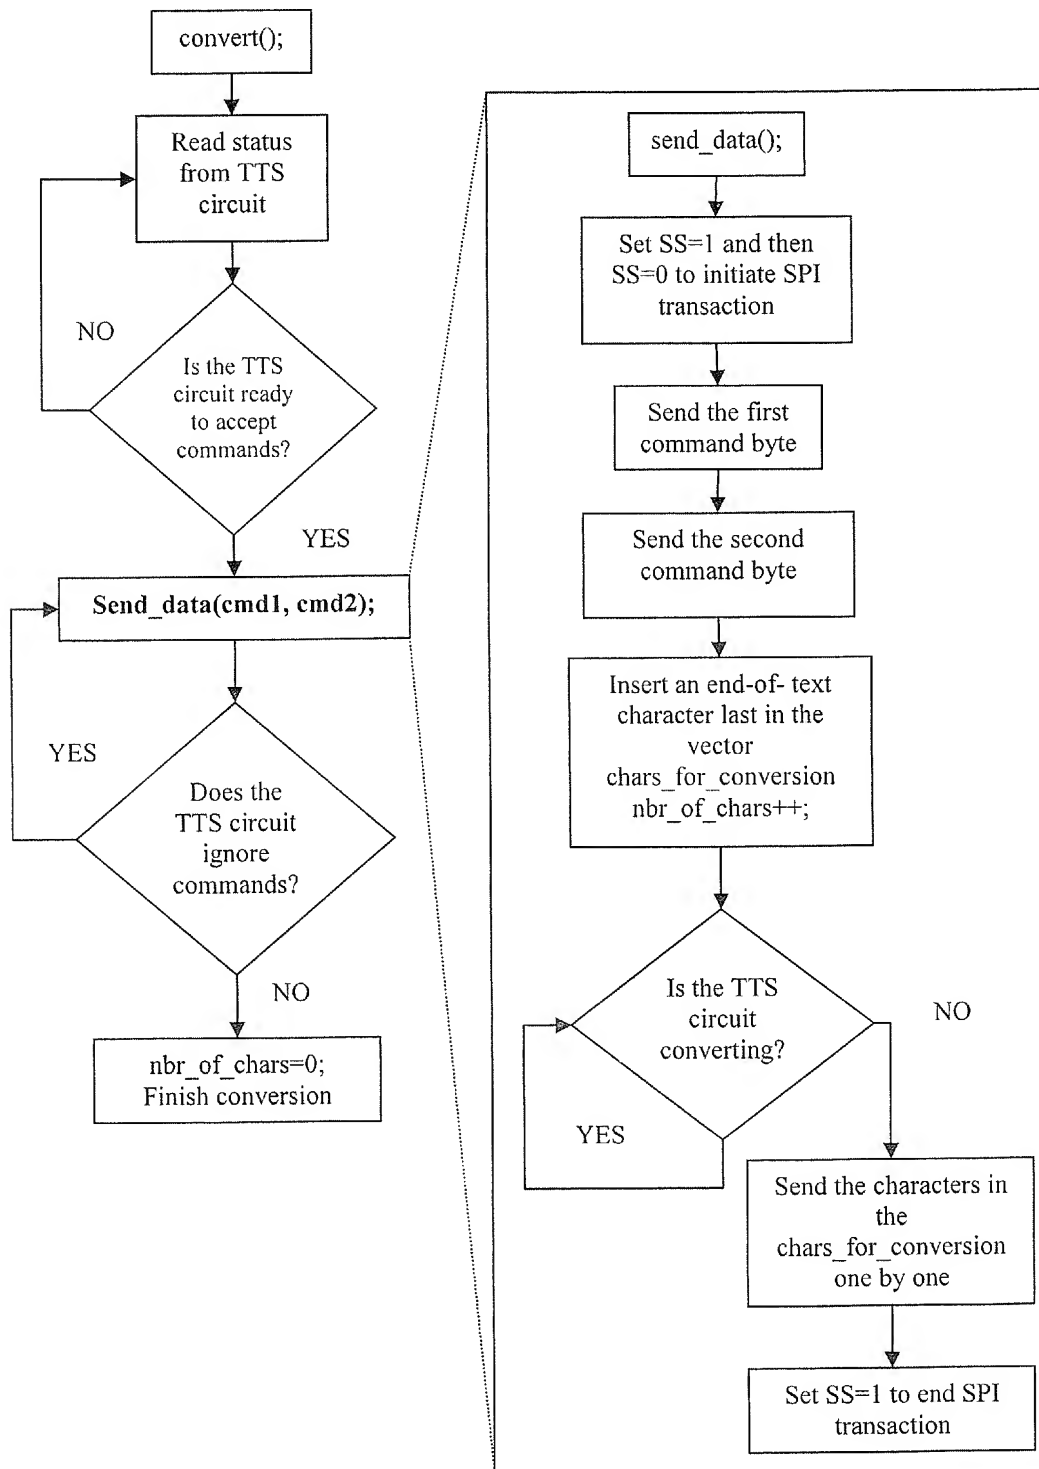 convert();
Read status
from TTS
circuit
NO
Is the TTS
circuit ready
to accept
commands?
YES
Send_data(cmd1, cmd2);
YES
Does the
TTS circuit
ignore
commands?
NO
nbr_of_chars=0;
Finish conversion
send_data();
Set SS=1 and then
SS=0 to initiate SPI
transaction
Send the first
command byte
Send the second
command byte
Insert an end-of- text
character last in the
vector
chars_for_conversion
nbr_of_chars++;
Is the TTS
circuit
converting?
NO
YES
Send the characters in
the
chars_for_conversion
one by one
Set SS=1 to end SPI
transaction